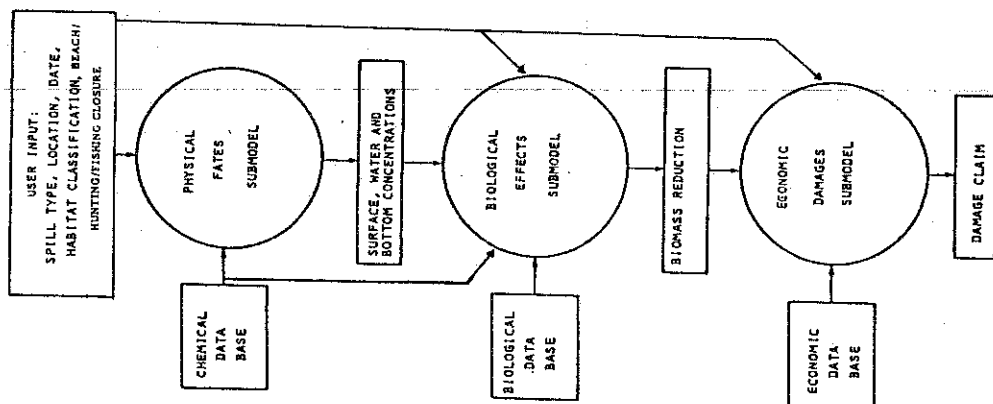 USER INPUT:
SPILL TYPE, LOCATION, DATE,
HABITAT CLASSIFICATION, BEACH/
HUNTING/FISHING CLOSURE
PHYSICAL
FATES
SUBMODEL
CHEMICAL
DATA
BASE
SURFACE, WATER AND
BOTTOM CONCENTRATIONS
BIOLOGICAL
EFFECTS
SUBMODEL
BIOLOGICAL
.DATA
BASE
BIOMASS REDUCTION
ECONOMIC
DAMAGES
SUBMODEL
ECONOMIC
DATA
BASE
DAMAGE CLAIM